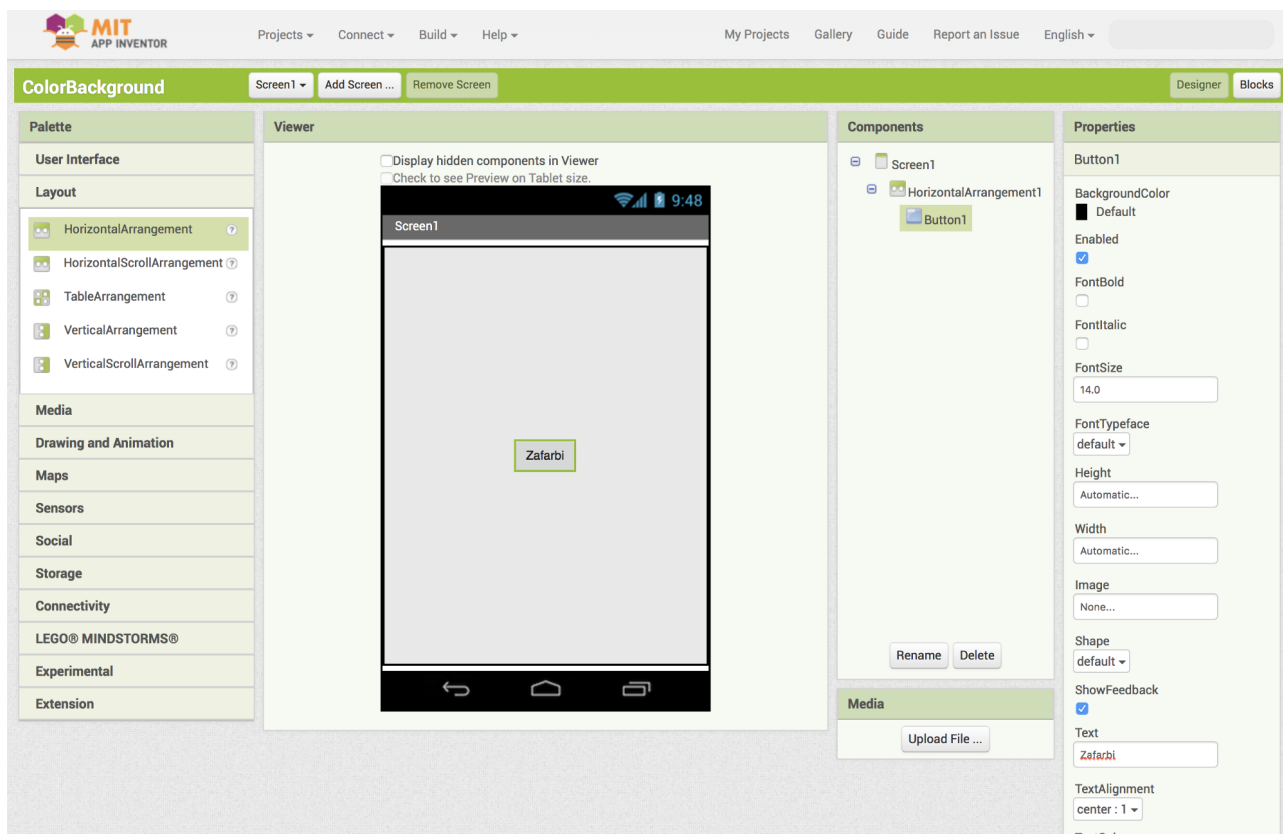 MIT
APP INVENTOR
Projects Connect Build Help My Projects Gallery Guide Report an Issue English
ColorBackground Screen1 Add Screen ... Remove Screen Designer Blocks
Palette
User Interface
Layout
HorizontalArrangement ?
HorizontalScrollArrangement ?
TableArrangement ?
VerticalArrangement ?
VerticalScrollArrangement ?
Media
Drawing and Animation
Maps
Sensors
Social
Storage
Connectivity
LEGO® MINDSTORMS®
Experimental
Extension
Viewer
Display hidden components in Viewer
Check to see Preview on Tablet size.
9:48
Screen1
Zafarbi
Components
Screen1
HorizontalArrangement1
Button1
Rename Delete
Media
Upload File ...
Properties
Button1
BackgroundColor
Default
Enabled
FontBold
FontItalic
FontSize
14.0
FontTypeface
default
Height
Automatic...
Width
Automatic...
Image
None...
Shape
default
ShowFeedback
Text
Zafarbi
TextAlignment
center : 1